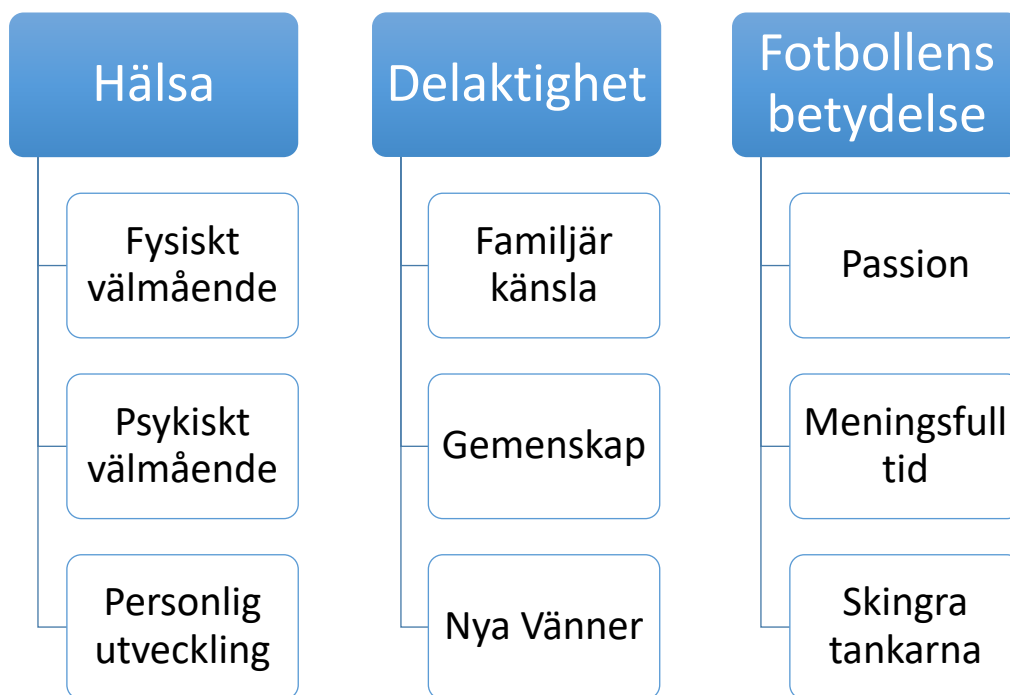 Hälsa
Fysiskt
välmående
Psykiskt
välmående
Personlig
utveckling
Delaktighet
Familjär
känsla
Gemenskap
Nya Vänner
Fotbollens
betydelse
Passion
Meningsfull
tid
Skingra
tankarna